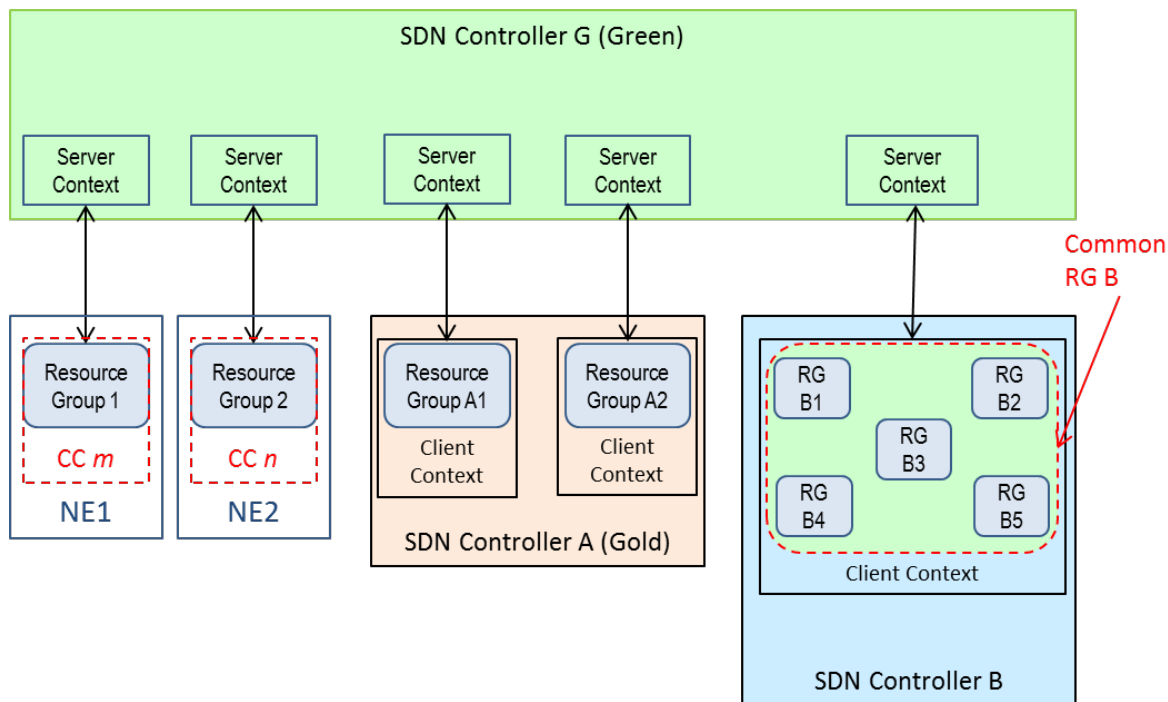 SDN Controller G (Green)
Server
Context
Server
Context
Server
Context
Server
Context
Server
Context
Common
RG B
Resource
Group 1
CC m
NE1
Resource
Group 2
CC n
NE2
Resource
Group A1
Client
Context
Resource
Group A2
Client
Context
SDN Controller A (Gold)
RG
B1
RG
B2
RG
B3
RG
B4
RG
B5
Client Context
SDN Controller B